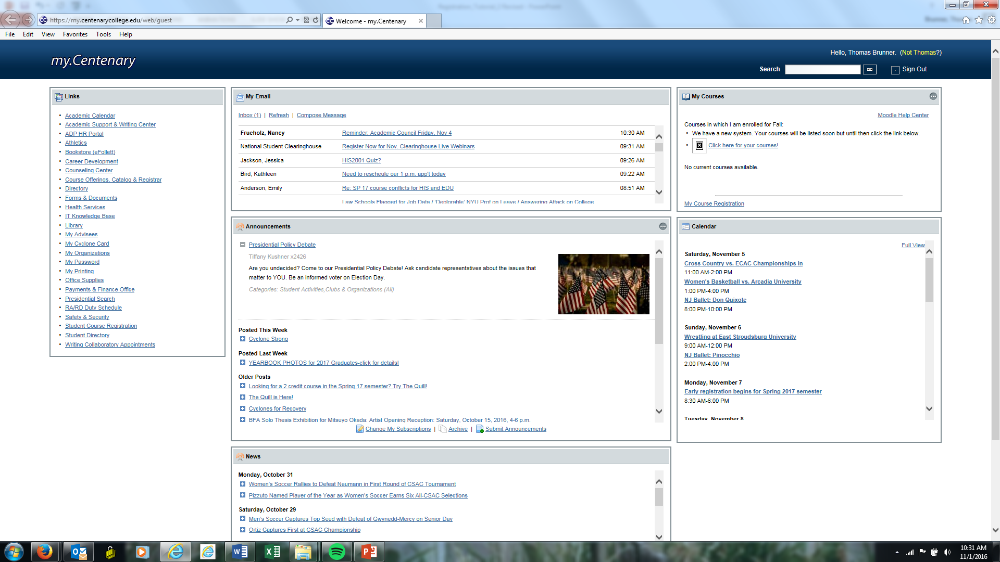 https://my.centenarycollege.edu/web/guest
Welcome - my.Centenary
File Edit View Favorites Tools Help
my.Centenary
Hello, Thomas Brunner. (Not Thomas?)
Search
Sign Out
Links
Academic Calendar
Academic Support & Writing Center
ADP HR Portal
Athletics
Bookstore (eFollett)
Career Development
Counseling Center
Course Offerings, Catalog & Registrar
Directory
Forms & Documents
Health Services
IT Knowledge Base
Library
My Advisees
My Cyclone Card
My Organizations
My Password
My Printing
Office Supplies
Payments & Finance Office
Presidential Search
RA/RD Duty Schedule
Safety & Security
Student Course Registration
Student Directory
Writing Collaboratory Appointments
My Email
Inbox (1) | Refresh | Compose Message
Frueholz, Nancy Reminder: Academic Council Friday, Nov 4 10:30 AM
National Student Clearinghouse Register Now for Nov. Clearinghouse Live Webinars 09:31 AM
Jackson, Jessica HIS2001 Quiz? 09:26 AM
Bird, Kathleen Need to rescheule our 1 p.m. app't today 09:22 AM
Anderson, Emily Re: SP 17 course conflicts for HIS and EDU 08:51 AM
Law Schools Flagged for Job Data / 'Deplorable' NYU Prof on Leave / Answering Attack on College
Announcements
Presidential Policy Debate
Tiffany Kushner x2426
Are you undecided? Come to our Presidential Policy Debate! Ask candidate representatives about the issues that
matter to YOU. Be an informed voter on Election Day.
Categories: Student Activities,Clubs & Organizations (All)
Posted This Week
Cyclone Strong
Posted Last Week
YEARBOOK PHOTOS for 2017 Graduates-click for details!
Older Posts
Looking for a 2 credit course in the Spring 17 semester? Try The Quill!
The Quill is Here!
Cyclones for Recovery
BFA Solo Thesis Exhibition for Mitsuyo Okada: Artist Opening Reception: Saturday, October 15, 2016, 4-6 p.m.
Change My Subscriptions | Archive | Submit Announcements
News
Monday, October 31
Women's Soccer Rallies to Defeat Neumann in First Round of CSAC Tournament
Pizzuto Named Player of the Year as Women's Soccer Earns Six All-CSAC Selections
Saturday, October 29
Men's Soccer Captures Top Seed with Defeat of Gwynedd-Mercy on Senior Day
Ortiz Captures First at CSAC Championship
My Courses
Moodle Help Center
Courses in which I am enrolled for Fall:
We have a new system. Your courses will be listed soon but until then click the link below.
Click here for your courses!
No current courses available.
My Course Registration
Calendar
Full View
Saturday, November 5
Cross Country vs. ECAC Championships in
11:00 AM-2:00 PM
Women's Basketball vs. Arcadia University
1:00 PM-4:00 PM
NJ Ballet: Don Quixote
8:00 PM-10:00 PM
Sunday, November 6
Wrestling at East Stroudsburg University
9:00 AM-12:00 PM
NJ Ballet: Pinocchio
2:00 PM-4:00 PM
Monday, November 7
Early registration begins for Spring 2017 semester
8:30 AM-6:00 PM
Tuesday, November 8
10:31 AM
11/1/2016